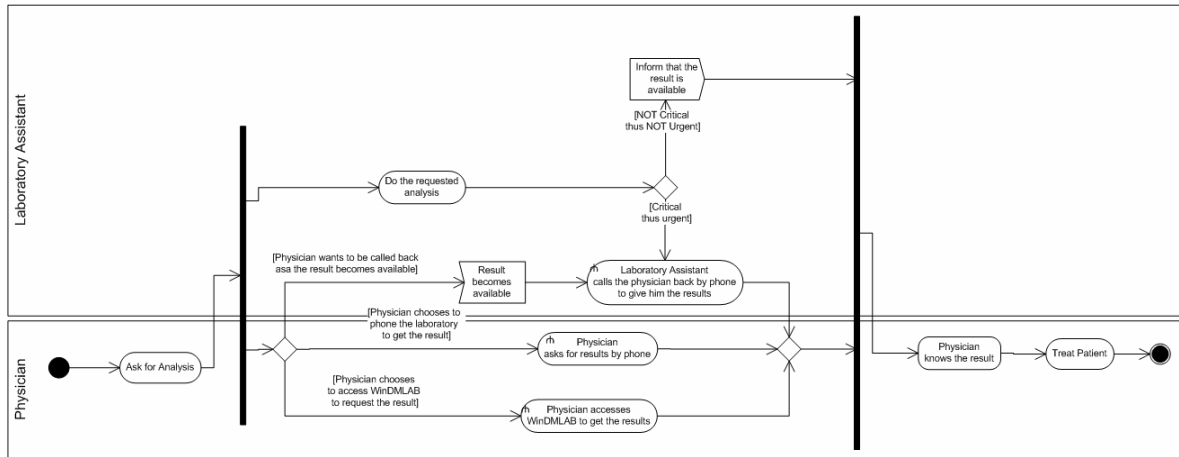 Laboratory Assistant
Inform that the
result is
available
[NOT Critical
thus NOT Urgent]
Do the requested
analysis
[Critical
thus urgent]
[Physician wants to be called back
asa the result becomes available]
Result
becomes
available
Laboratory Assistant
calls the physician back by phone
to give him the results
Physician
[Physician chooses to
phone the laboratory
to get the result]
Physician
asks for results by phone
Ask for Analysis
[Physician chooses
to access WinDMLAB
to request the result]
Physician accesses
WinDMLAB to get the results
Physician
knows the result
Treat Patient